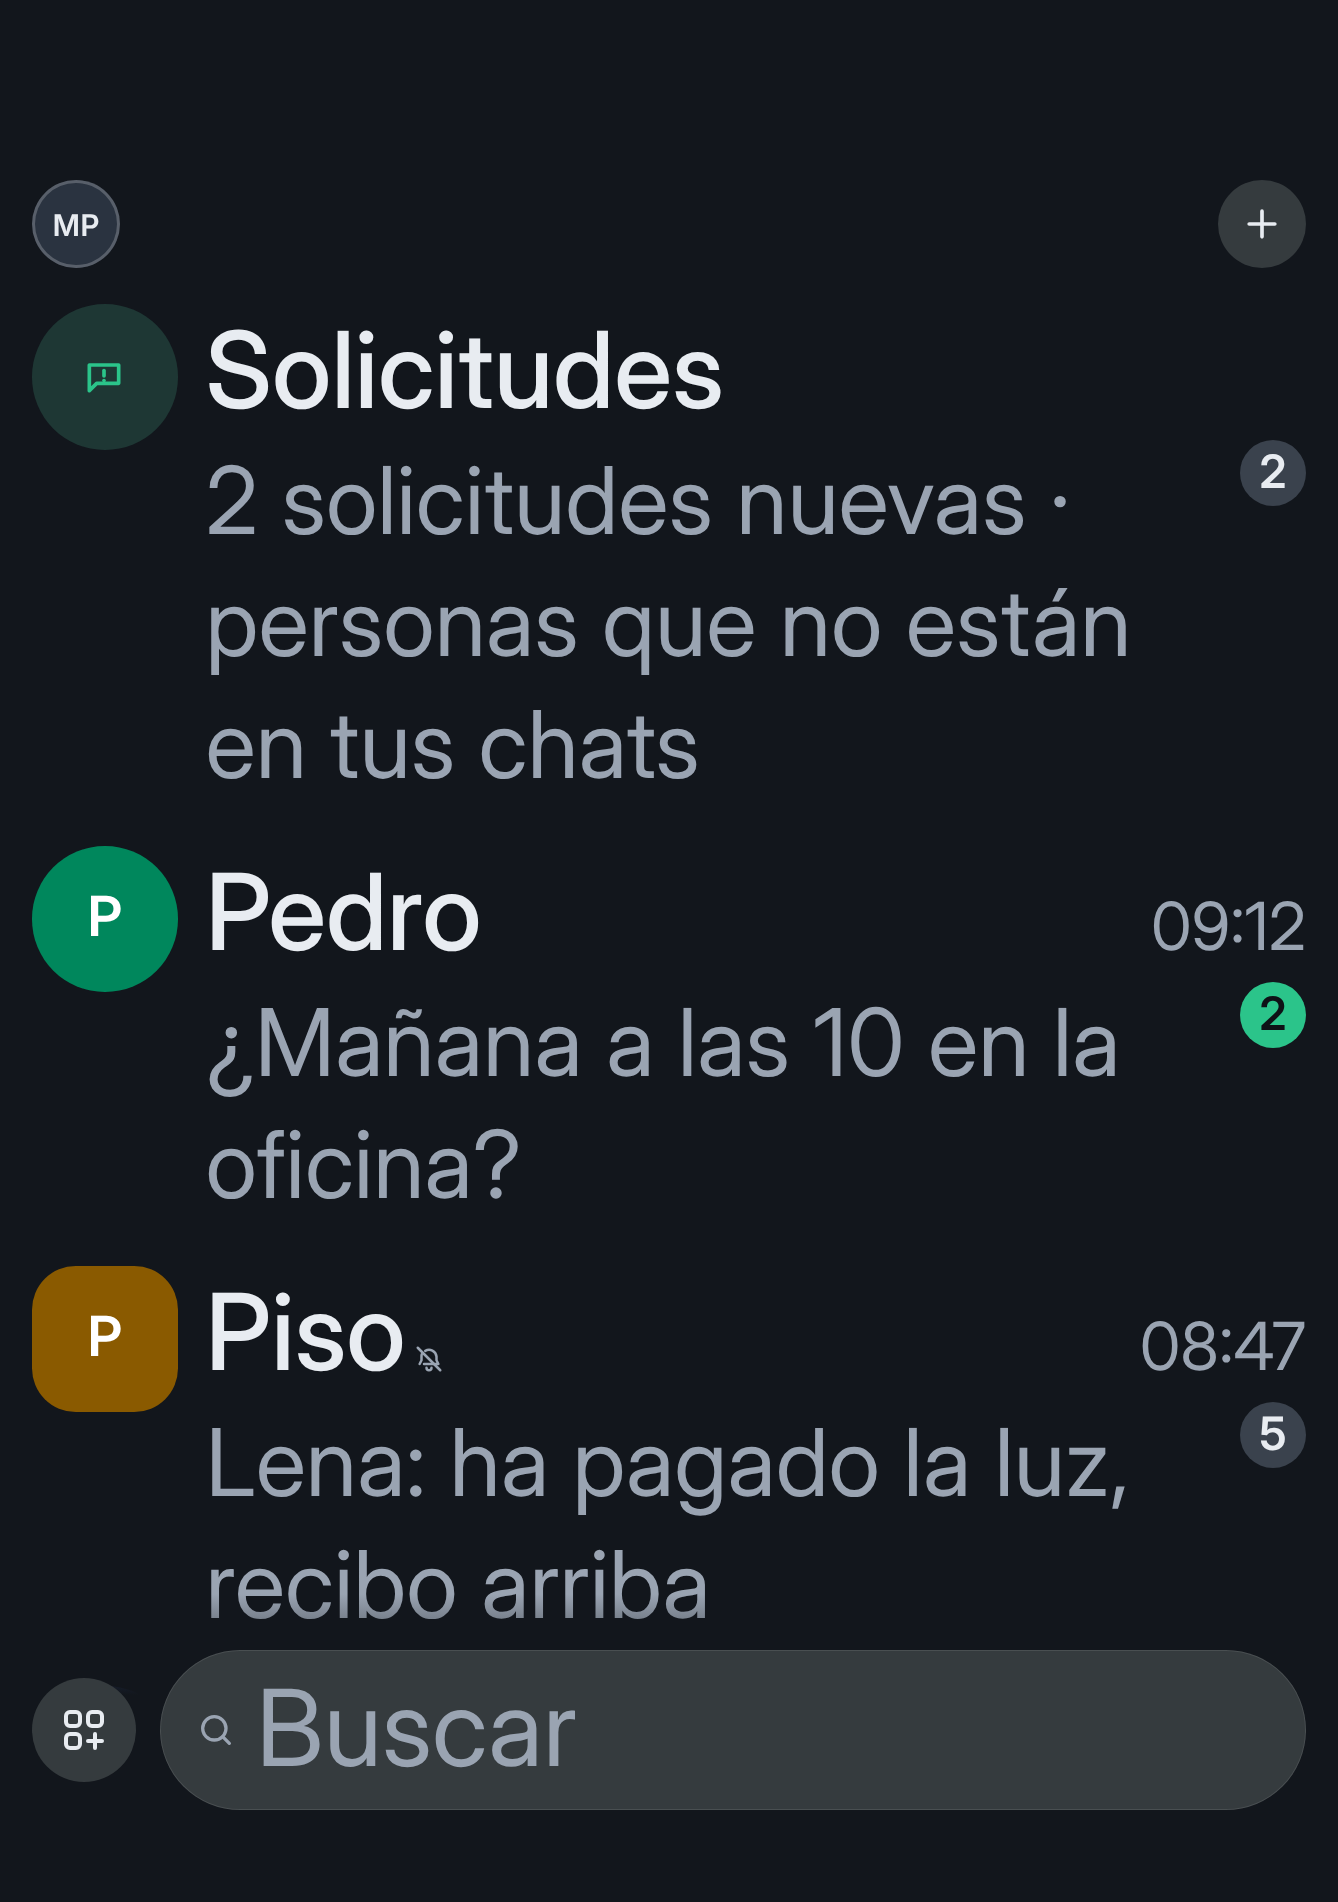 MP
Solicitudes
2 solicitudes nuevas ·
2
personas que no están
en tus chats
P
Pedro
09:12
¿Mañana a las 10 en la
2
oficina?
P
Piso
08:47
Lena: ha pagado la luz,
5
recibo arriba
Buscar